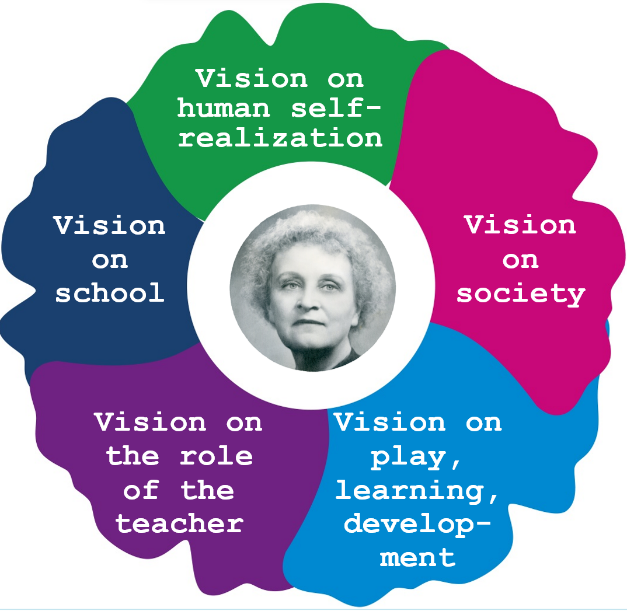 Vision on
human self-
realization
Vision
on
society
Vision on
play,
learning,
develop-
ment
Vision on
the role
of the
teacher
Vision
on
school